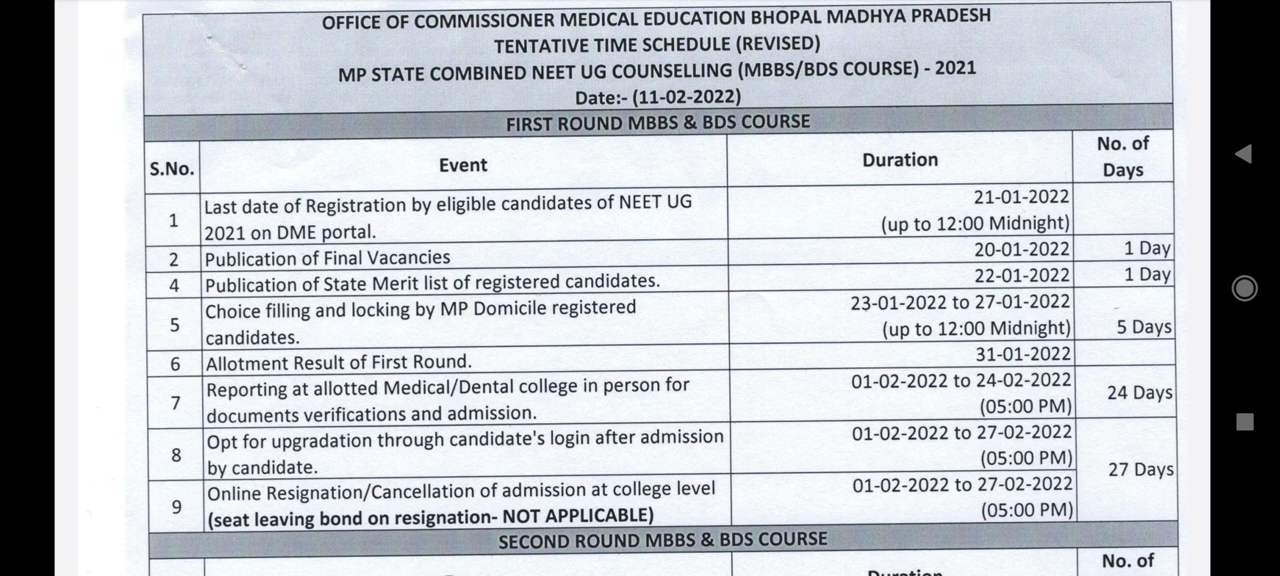 OFFICE OF COMMISSIONER MEDICAL EDUCATION BHOPAL MADHYA PRADESH
TENTATIVE TIME SCHEDULE (REVISED)
MP STATE COMBINED NEET UG COUNSELLING (MBBS/BDS COURSE) - 2021
Date:- (11-02-2022)
FIRST ROUND MBBS & BDS COURSE
S.No. Event Duration No. of
Days
1 Last date of Registration by eligible candidates of NEET UG 21-01-2022
2021 on DME portal. (up to 12:00 Midnight)
2 Publication of Final Vacancies 20-01-2022 1 Day
4 Publication of State Merit list of registered candidates. 22-01-2022 1 Day
5 Choice filling and locking by MP Domicile registered 23-01-2022 to 27-01-2022
candidates. (up to 12:00 Midnight) 5 Days
6 Allotment Result of First Round. 31-01-2022
7 Reporting at allotted Medical/Dental college in person for 01-02-2022 to 24-02-2022 24 Days
documents verifications and admission. (05:00 PM)
8 Opt for upgradation through candidate's login after admission 01-02-2022 to 27-02-2022
by candidate. (05:00 PM) 27 Days
9 Online Resignation/Cancellation of admission at college level 01-02-2022 to 27-02-2022
(seat leaving bond on resignation- NOT APPLICABLE) (05:00 PM)
SECOND ROUND MBBS & BDS COURSE
No. of
Duration